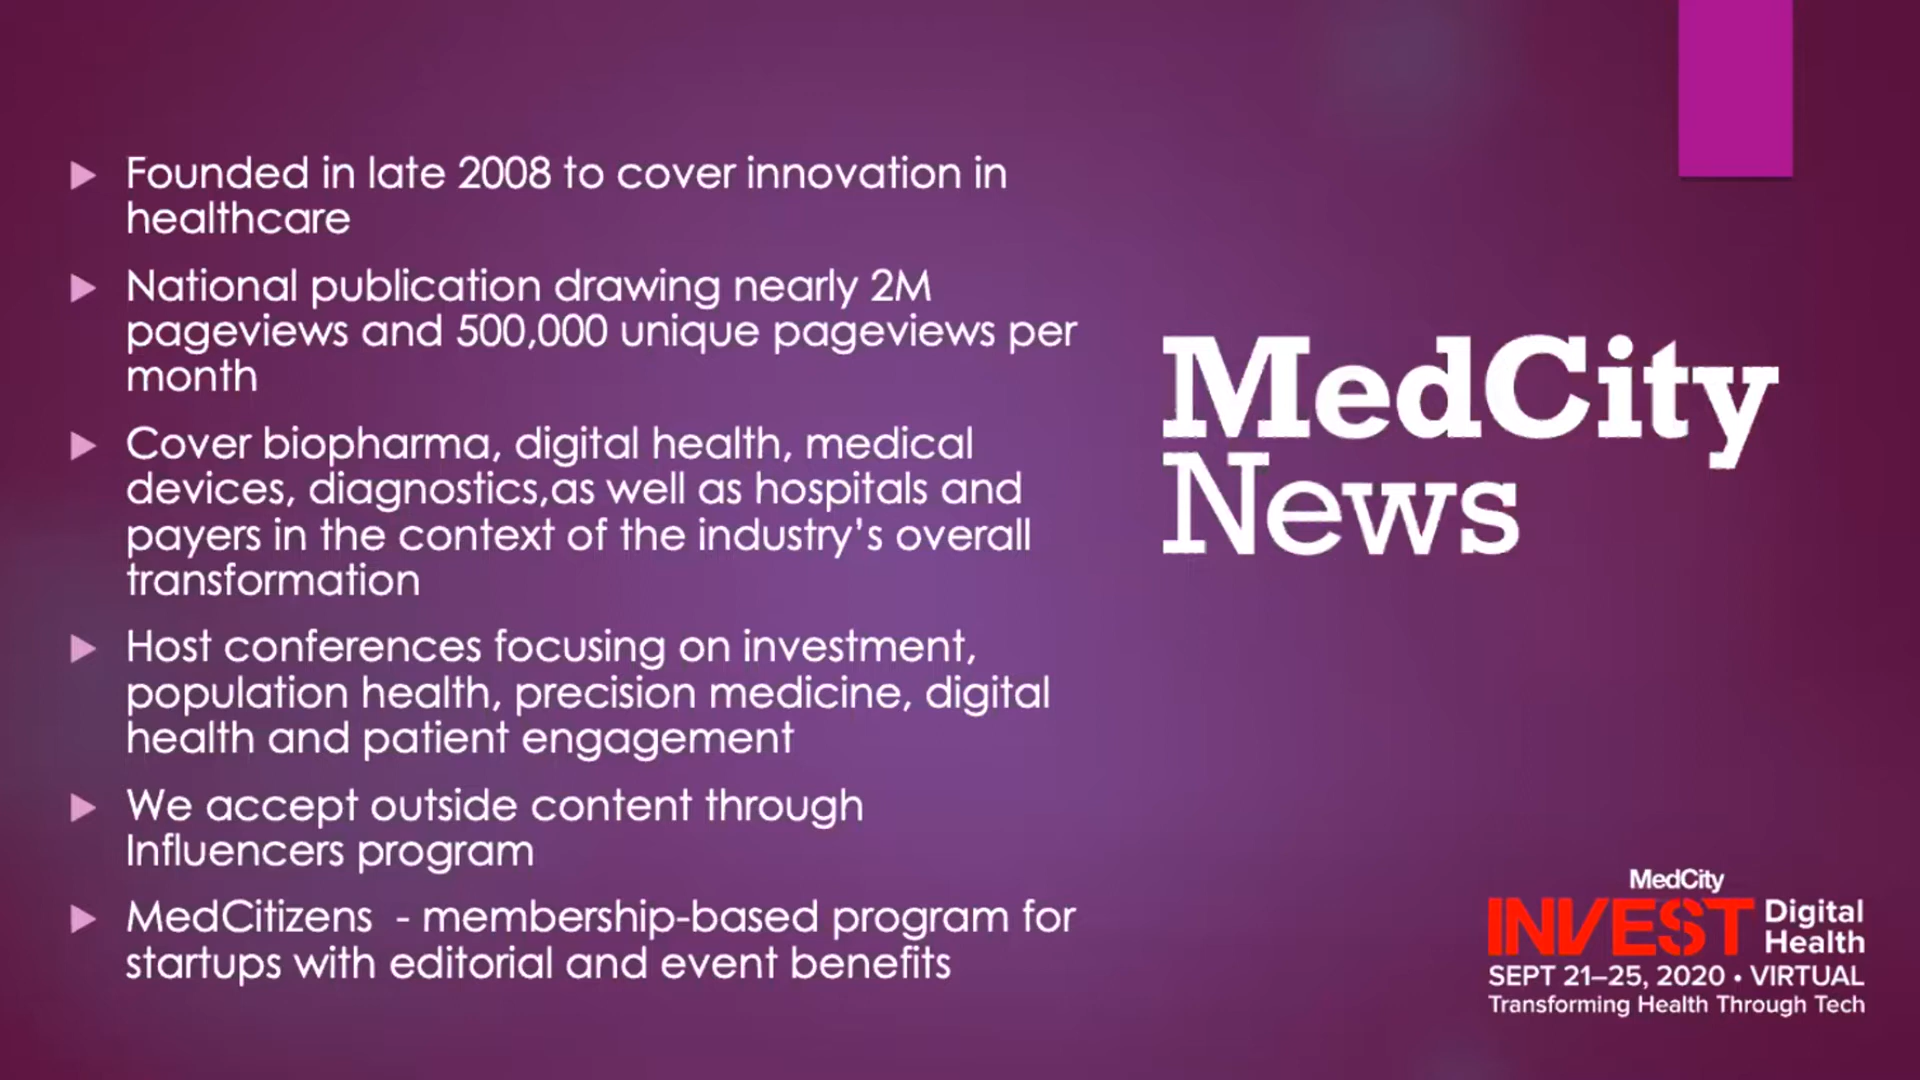 Founded in late 2008 to cover innovation in
healthcare
National publication drawing nearly 2M
pageviews and 500,000 unique pageviews per
month
Cover biopharma, digital health, medical
devices, diagnostics,as well as hospitals and
payers in the context of the industry's overall
transformation
Host conferences focusing on investment,
population health, precision medicine, digital
health and patient engagement
We accept outside content through
Influencers program
MedCitizens - membership-based program for
startups with editorial and event benefits
MedCity
News
MedCity
INVEST Digital
Health
SEPT 21–25, 2020 • VIRTUAL
Transforming Health Through Tech